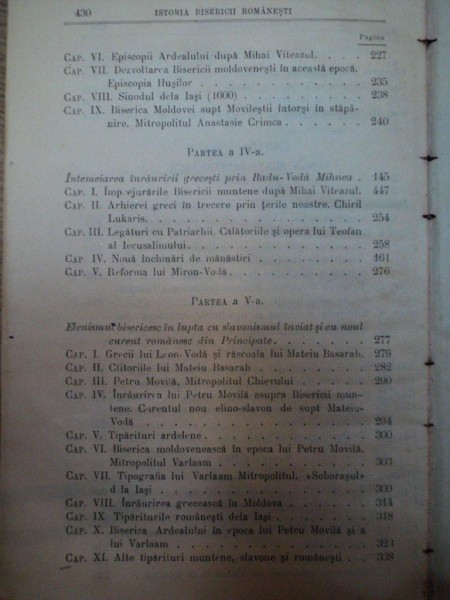 430 ISTORIA BISERICII ROMÂNEȘTI
Pagina
CAP. VI. Episcopii Ardealului după Mihai Viteazul. . . . 227
CAP. VII. Dezvoltarea Bisericii moldovenești în această epocă.
Episcopia Hușilor . . . . . . . . . . . 235
CAP. VIII. Sinodul dela Iași (1600) . . . . . . . . . 238
CAP. IX. Biserica Moldovei supt Movileștii întorși în stăpâ-
nire. Mitropolitul Anastasie Crimca . . . . . . 240
PARTEA a IV-a.
Întemeiarea înrâuririi grecești prin Radu-Vodă Mihnea . 145
CAP. I. Împrejurările Bisericii muntene după Mihai Viteazul. 447
CAP. II. Arhierei greci în trecere prin țerile noastre. Chiril
Lukaris. . . . . . . . . . . . . . . 254
CAP. III. Legături cu Patriarhii. Călătoriile și opera lui Teofan
al Ierusalimului. . . . . . . . . . . . 258
CAP. IV. Nouă închinări de mănăstiri . . . . . . . . 161
CAP. V. Reforma lui Miron-Vodă . . . . . . . . . . 276
PARTEA a V-a.
Elenismul bisericesc în lupta cu slavonismul înviat și cu noul
curent românesc din Principate. . . . . . . . 277
CAP. I. Grecii lui Leon-Vodă și răscoala lui Mateiu Basarab. 279
CAP. II. Ctitoriile lui Mateiu Basarab . . . . . . . . 282
CAP. III. Petru Movilă, Mitropolitul Chievului . . . . . 290
CAP. IV. Înrâurirea lui Petru Movilă asupra Bisericii mun-
tene. Curentul nou elino-slavon de supt Mateiu-
Vodă . . . . . . . . . . . . . . . 294
CAP. V. Tipărituri ardelene . . . . . . . . . . . . 300
CAP. VI. Biserica moldovenească în epoca lui Petru Movilă.
Mitropolitul Varlaam . . . . . . . . . .
CAP. VII. Tipografia lui Varlaam Mitropolitul. «Soborașul»
dela Iași . . . . . . . . . . . . . . 309
CAP. VIII. Înrâurirea grecească în Moldova . . . . . . 314
CAP. IX. Tipăriturile românești dela Iași . . . . . . . 318
CAP. X. Biserica Ardealului în epoca lui Petru Movilă și a
lui Varlaam . . . . . . . . . . . . .
CAP. XI. Alte tipărituri muntene, slavone și românești . . 338